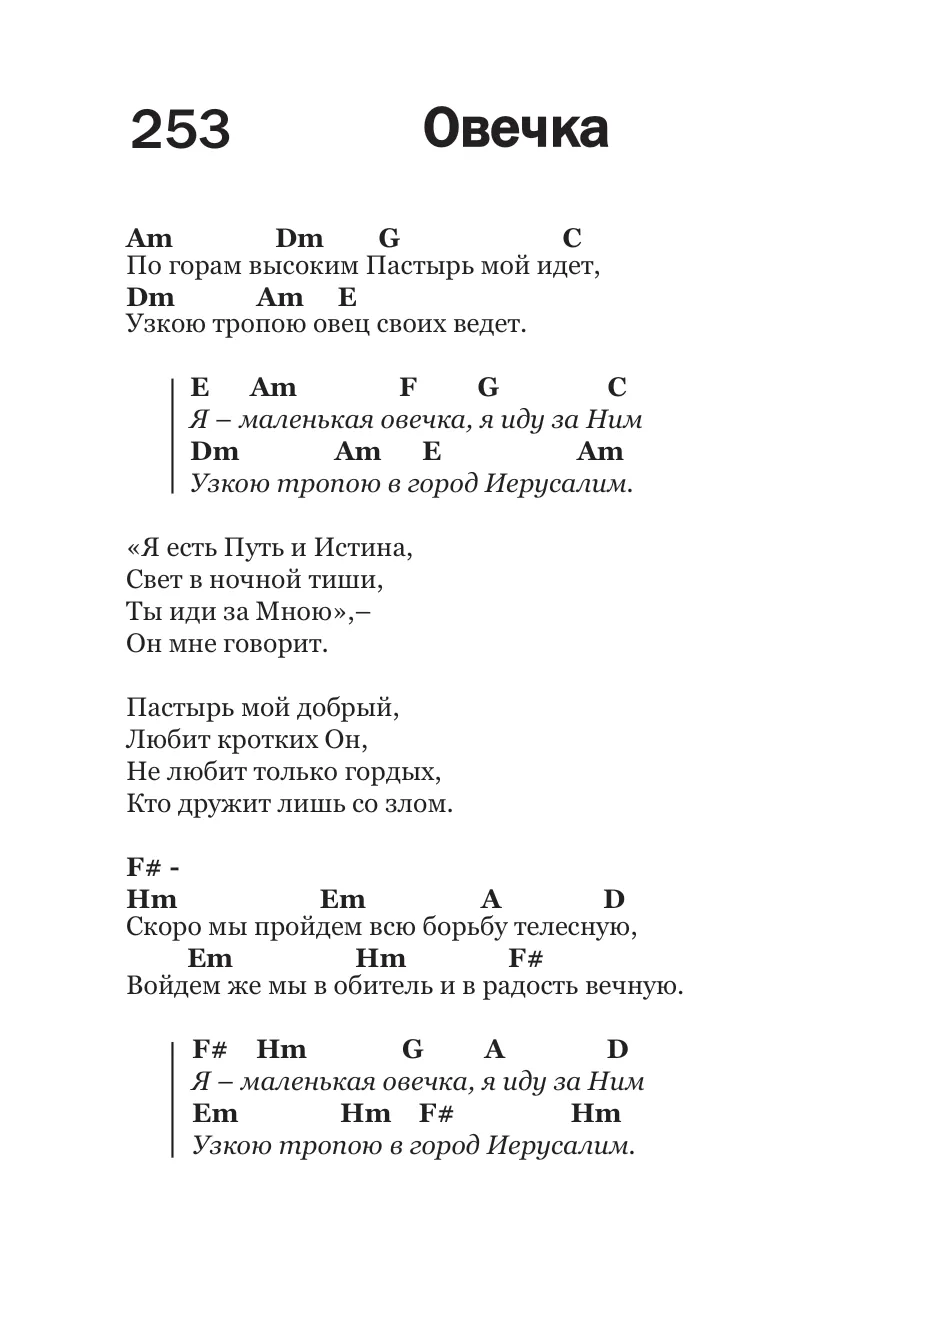 253 Овечка
Am Dm G C
По горам высоким Пастырь мой идет,
Dm Am E
Узкою тропою овец своих ведет.
E Am F G C
Я – маленькая овечка, я иду за Ним
Dm Am E Am
Узкою тропою в город Иерусалим.
«Я есть Путь и Истина,
Свет в ночной тиши,
Ты иди за Мною»,–
Он мне говорит.
Пастырь мой добрый,
Любит кротких Он,
Не любит только гордых,
Кто дружит лишь со злом.
F# -
Hm Em A D
Скоро мы пройдем всю борьбу телесную,
Em Hm F#
Войдем же мы в обитель и в радость вечную.
F# Hm G A D
Я – маленькая овечка, я иду за Ним
Em Hm F# Hm
Узкою тропою в город Иерусалим.